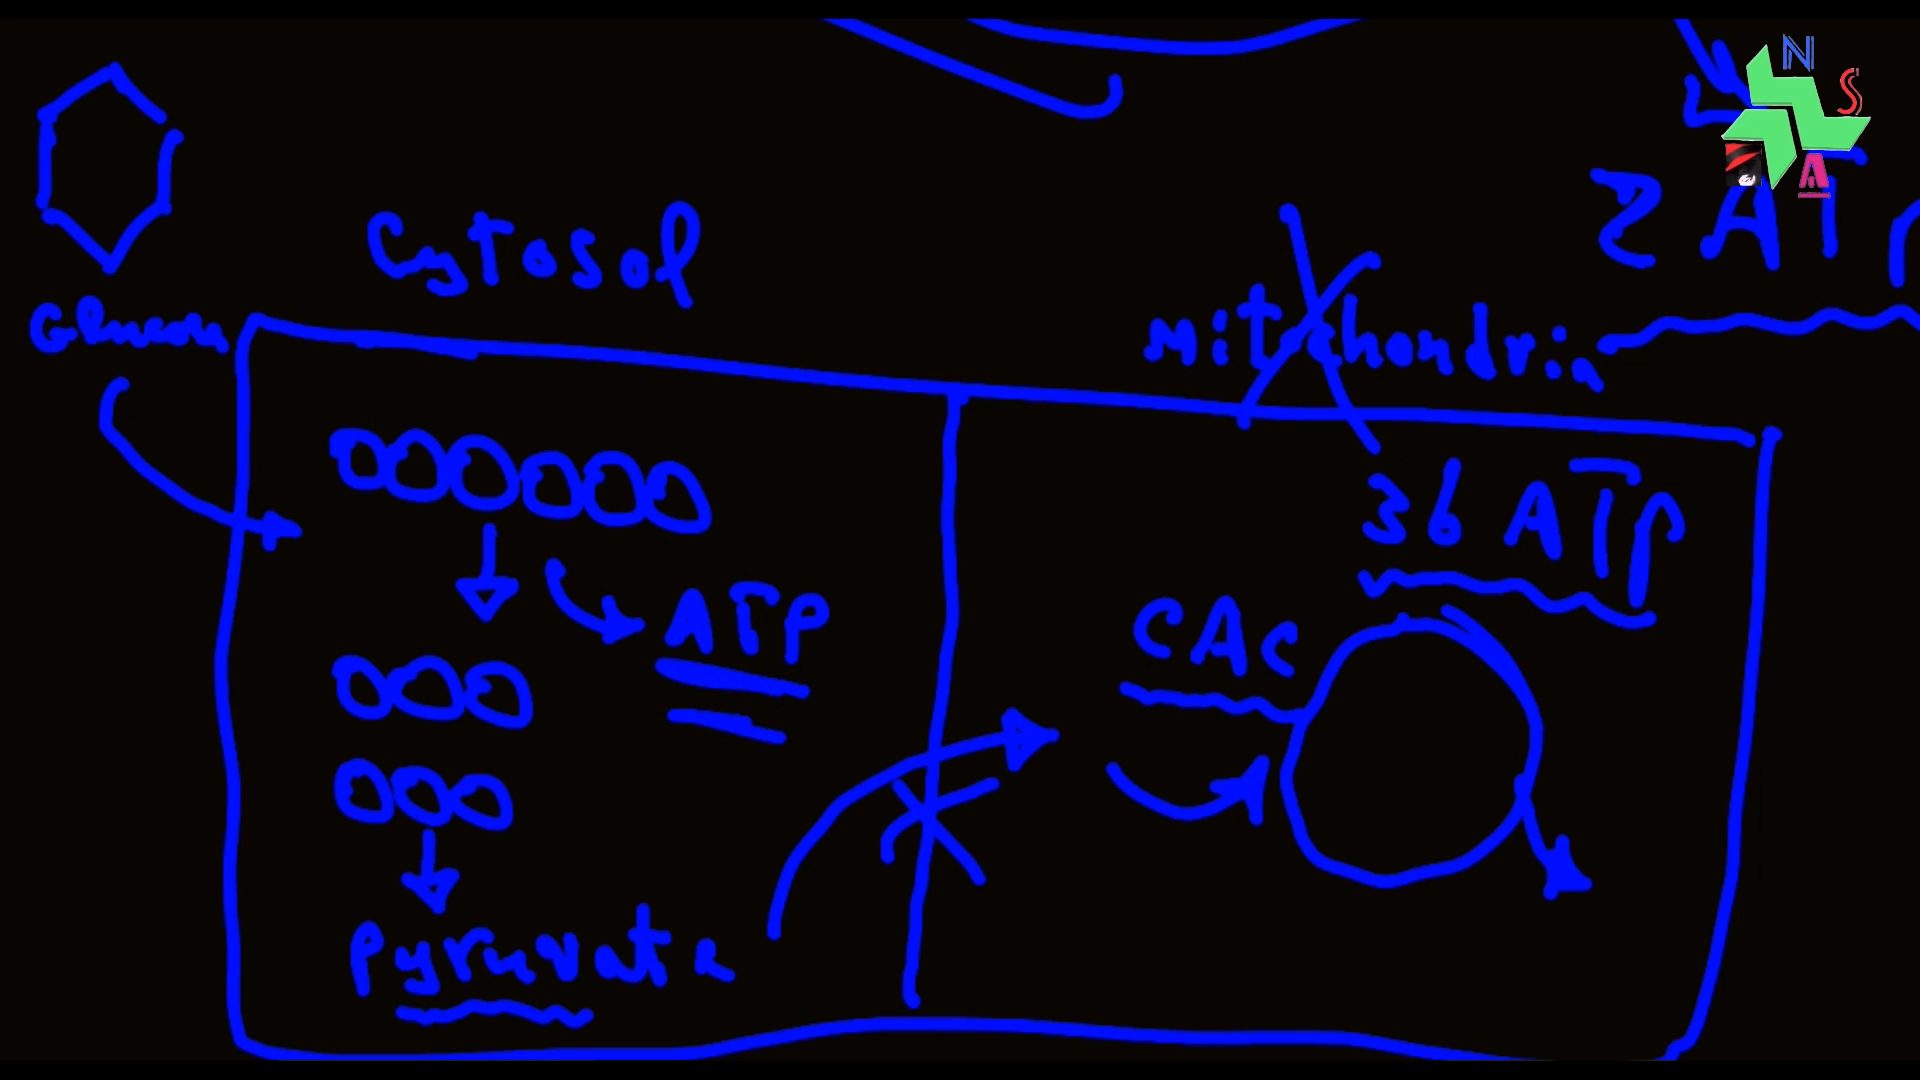 N
S
A
2 ATP
Cytosol
Mitochondria
Glucose
36 ATP
ATP
CAC
Pyruvate